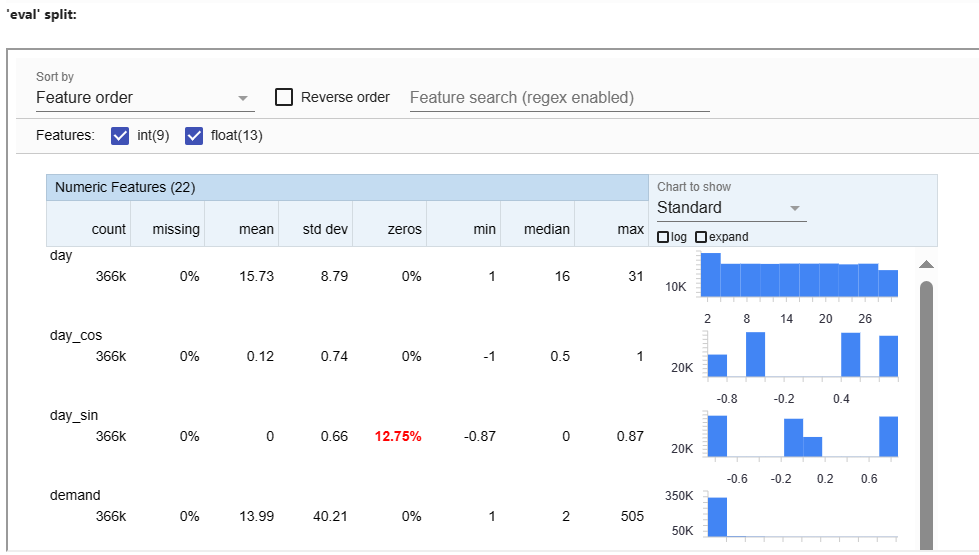 'eval' split:
Sort by
Feature order
Reverse order
Feature search (regex enabled)
Features: int(9) float(13)
Numeric Features (22)
Chart to show
Standard
log expand
count missing mean std dev zeros min median max
day
366k 0% 15.73 8.79 0% 1 16 31
10K
2 8 14 20 26
day_cos
366k 0% 0.12 0.74 0% -1 0.5 1
20K
-0.8 -0.2 0.4
day_sin
366k 0% 0 0.66 12.75% -0.87 0 0.87
20K
-0.6 -0.2 0.2 0.6
demand
366k 0% 13.99 40.21 0% 1 2 505
350K
50K